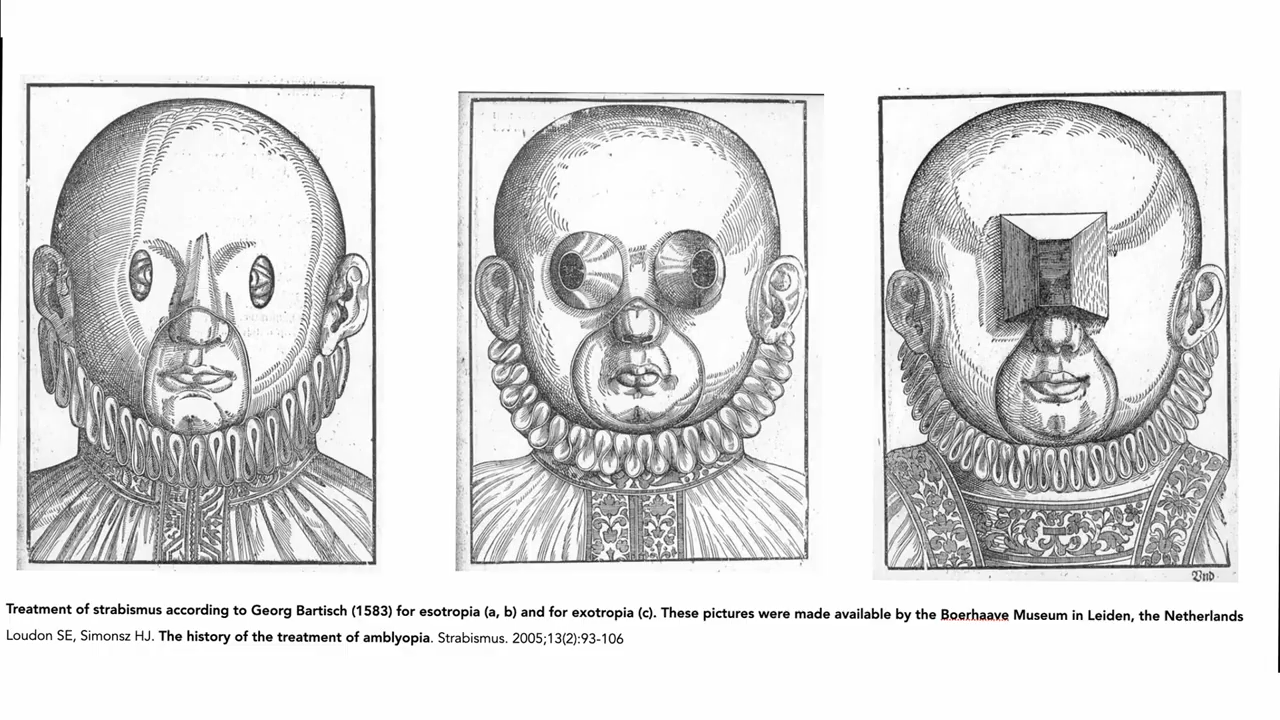 Vnd
Treatment of strabismus according to Georg Bartisch (1583) for esotropia (a, b) and for exotropia (c). These pictures were made available by the Boerhaave Museum in Leiden, the Netherlands
Loudon SE, Simonsz HJ. The history of the treatment of amblyopia. Strabismus. 2005;13(2):93-106